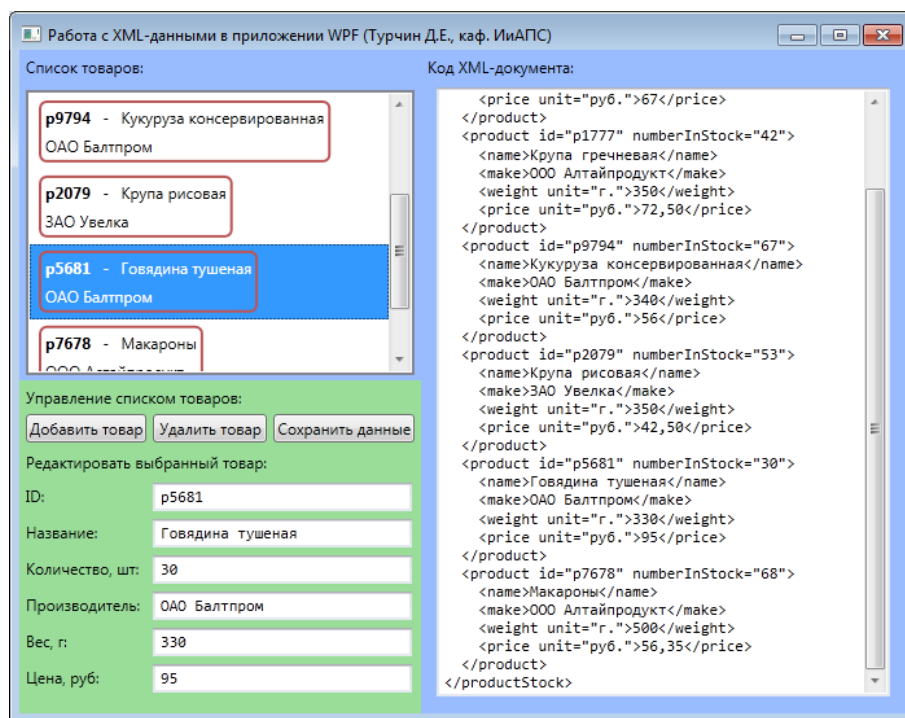 Работа с XML-данными в приложении WPF (Турчин Д.Е., каф. ИиАПС)
Список товаров:
p9794 - Кукуруза консервированная
ОАО Балтпром
p2079 - Крупа рисовая
ЗАО Увелка
p5681 - Говядина тушеная
ОАО Балтпром
p7678 - Макароны
ООО Алтайпродукт
Управление списком товаров:
Добавить товар Удалить товар Сохранить данные
Редактировать выбранный товар:
ID: p5681
Название: Говядина тушеная
Количество, шт: 30
Производитель: ОАО Балтпром
Вес, г: 330
Цена, руб: 95
Код XML-документа:
<price unit="руб.">67</price>
</product>
<product id="p1777" numberInStock="42">
<name>Крупа гречневая</name>
<make>ООО Алтайпродукт</make>
<weight unit="г.">350</weight>
<price unit="руб.">72,50</price>
</product>
<product id="p9794" numberInStock="67">
<name>Кукуруза консервированная</name>
<make>ОАО Балтпром</make>
<weight unit="г.">340</weight>
<price unit="руб.">56</price>
</product>
<product id="p2079" numberInStock="53">
<name>Крупа рисовая</name>
<make>ЗАО Увелка</make>
<weight unit="г.">350</weight>
<price unit="руб.">42,50</price>
</product>
<product id="p5681" numberInStock="30">
<name>Говядина тушеная</name>
<make>ОАО Балтпром</make>
<weight unit="г.">330</weight>
<price unit="руб.">95</price>
</product>
<product id="p7678" numberInStock="68">
<name>Макароны</name>
<make>ООО Алтайпродукт</make>
<weight unit="г.">500</weight>
<price unit="руб.">56,35</price>
</product>
</productStock>